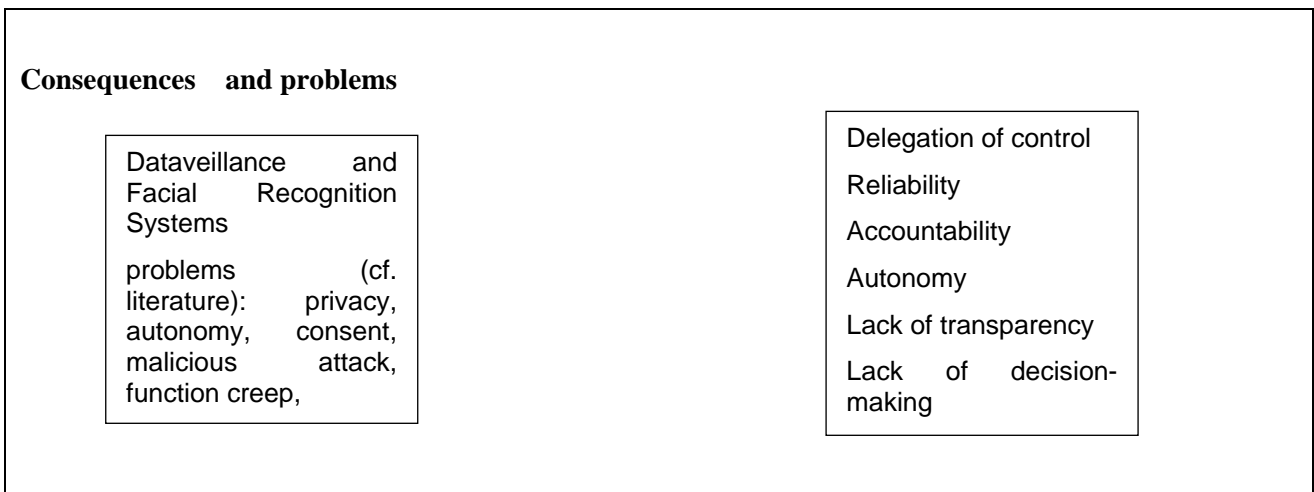 Consequences and problems
Dataveillance and
Facial Recognition
Systems
problems (cf.
literature): privacy,
autonomy, consent,
malicious attack,
function creep,
Delegation of control
Reliability
Accountability
Autonomy
Lack of transparency
Lack of decision-
making